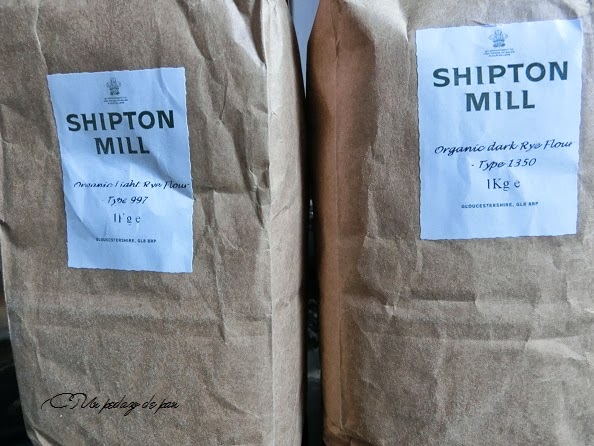 SHIPTON
MILL
Organic Light Rye Flour
- Type 997
1Kg e
GLOUCESTERSHIRE, GL8 8RP
SHIPTON
MILL
Organic dark Rye Flour
- Type 1350
1Kg e
GLOUCESTERSHIRE, GL8 8RP
Un pedazo de pan